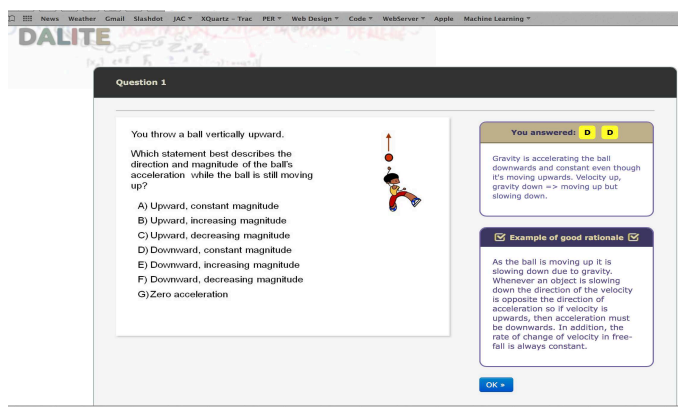 News Weather Gmail Slashdot JAC XQuartz – Trac PER Web Design Code WebServer Apple Machine Learning
DALITE
Question 1
You throw a ball vertically upward.
Which statement best describes the
direction and magnitude of the ball's
acceleration while the ball is still moving
up?
A) Upward, constant magnitude
B) Upward, increasing magnitude
C) Upward, decreasing magnitude
D) Downward, constant magnitude
E) Downward, increasing magnitude
F) Downward, decreasing magnitude
G) Zero acceleration
You answered: D D
Gravity is accelerating the ball
downwards and constant even though
it's moving upwards. Velocity up,
gravity down => moving up but
slowing down.
Example of good rationale
As the ball is moving up it is
slowing down due to gravity.
Whenever an object is slowing
down the direction of the velocity
is opposite the direction of
acceleration so if velocity is
upwards, then acceleration must
be downwards. In addition, the
rate of change of velocity in free-
fall is always constant.
OK »